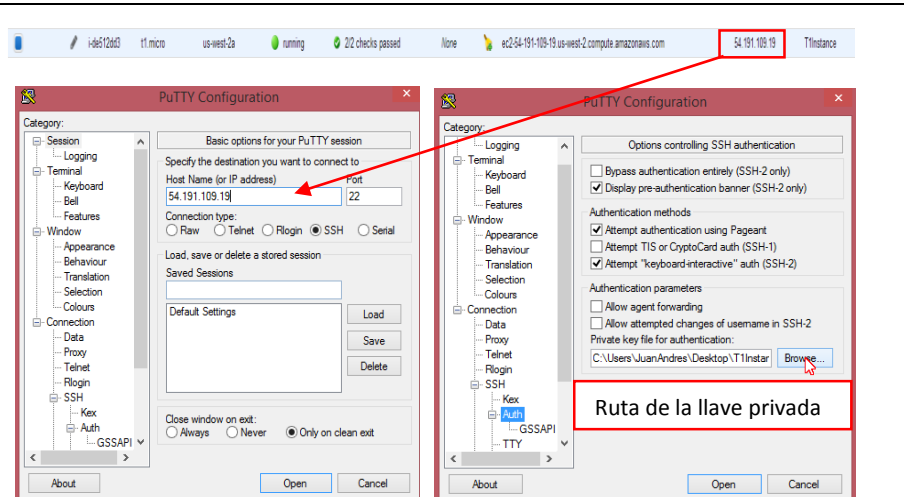 i-de512dd3 t1.micro us-west-2a running 2/2 checks passed None ec2-54-191-109-19.us-west-2.compute.amazonaws.com 54.191.109.19 T1Instance
PuTTY Configuration
Category:
Session
Logging
Terminal
Keyboard
Bell
Features
Window
Appearance
Behaviour
Translation
Selection
Colours
Connection
Data
Proxy
Telnet
Rlogin
SSH
Kex
Auth
GSSAPI
Basic options for your PuTTY session
Specify the destination you want to connect to
Host Name (or IP address) Port
54.191.109.19 22
Connection type:
Raw Telnet Rlogin SSH Serial
Load, save or delete a stored session
Saved Sessions
Default Settings
Load
Save
Delete
Close window on exit:
Always Never Only on clean exit
About Open Cancel
PuTTY Configuration
Category:
Logging
Terminal
Keyboard
Bell
Features
Window
Appearance
Behaviour
Translation
Selection
Colours
Connection
Data
Proxy
Telnet
Rlogin
SSH
Kex
Auth
GSSAPI
TTY
Options controlling SSH authentication
Bypass authentication entirely (SSH-2 only)
Display pre-authentication banner (SSH-2 only)
Authentication methods
Attempt authentication using Pageant
Attempt TIS or CryptoCard auth (SSH-1)
Attempt "keyboard-interactive" auth (SSH-2)
Authentication parameters
Allow agent forwarding
Allow attempted changes of username in SSH-2
Private key file for authentication:
C:\Users\JuanAndres\Desktop\T1Instar Browse...
Ruta de la llave privada
About Open Cancel